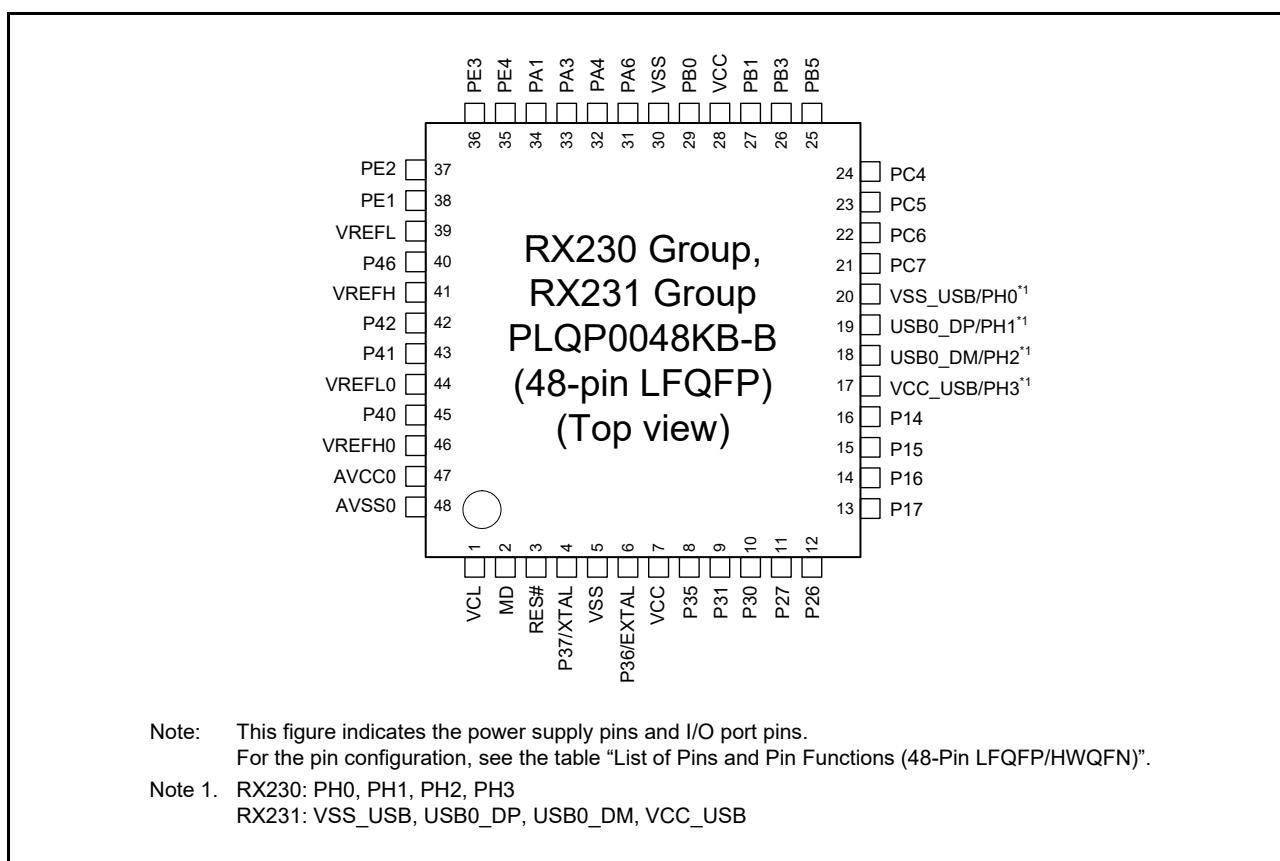 PE3 PE4 PA1 PA3 PA4 PA6 VSS PB0 VCC PB1 PB3 PB5
36 35 34 33 32 31 30 29 28 27 26 25
PE2 37
PE1 38
VREFL 39
P46 40
VREFH 41
P42 42
P41 43
VREFL0 44
P40 45
VREFH0 46
AVCC0 47
AVSS0 48
RX230 Group,
RX231 Group
PLQP0048KB-B
(48-pin LFQFP)
(Top view)
24 PC4
23 PC5
22 PC6
21 PC7
20 VSS_USB/PH0*1
19 USB0_DP/PH1*1
18 USB0_DM/PH2*1
17 VCC_USB/PH3*1
16 P14
15 P15
14 P16
13 P17
1 2 3 4 5 6 7 8 9 10 11 12
VCL MD RES# P37/XTAL VSS P36/EXTAL VCC P35 P31 P30 P27 P26
Note: This figure indicates the power supply pins and I/O port pins.
For the pin configuration, see the table “List of Pins and Pin Functions (48-Pin LFQFP/HWQFN)”.
Note 1. RX230: PH0, PH1, PH2, PH3
RX231: VSS_USB, USB0_DP, USB0_DM, VCC_USB